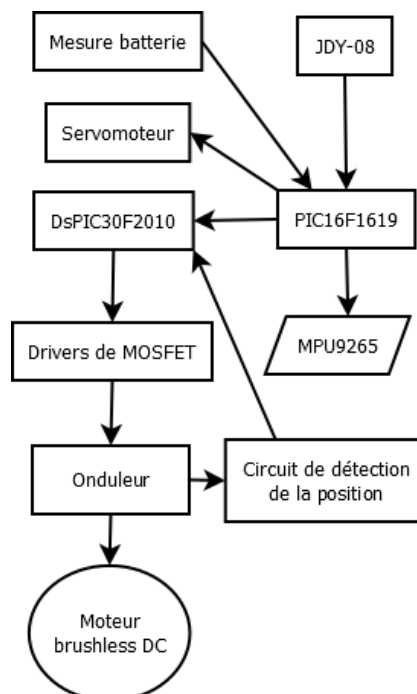 Mesure batterie
JDY-08
Servomoteur
DsPIC30F2010
PIC16F1619
Drivers de MOSFET
MPU9265
Onduleur
Circuit de détection
de la position
Moteur
brushless DC